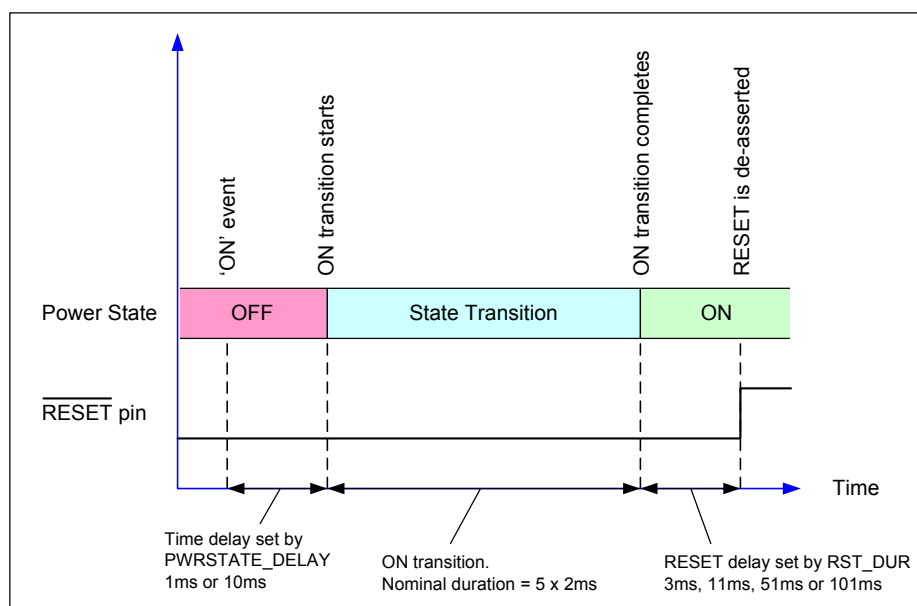 ‘ON’ event
ON transition starts
ON transition completes
RESET is de-asserted
Power State
OFF
State Transition
ON
RESET pin
Time
Time delay set by
PWRSTATE_DELAY
1ms or 10ms
ON transition.
Nominal duration = 5 x 2ms
RESET delay set by RST_DUR
3ms, 11ms, 51ms or 101ms